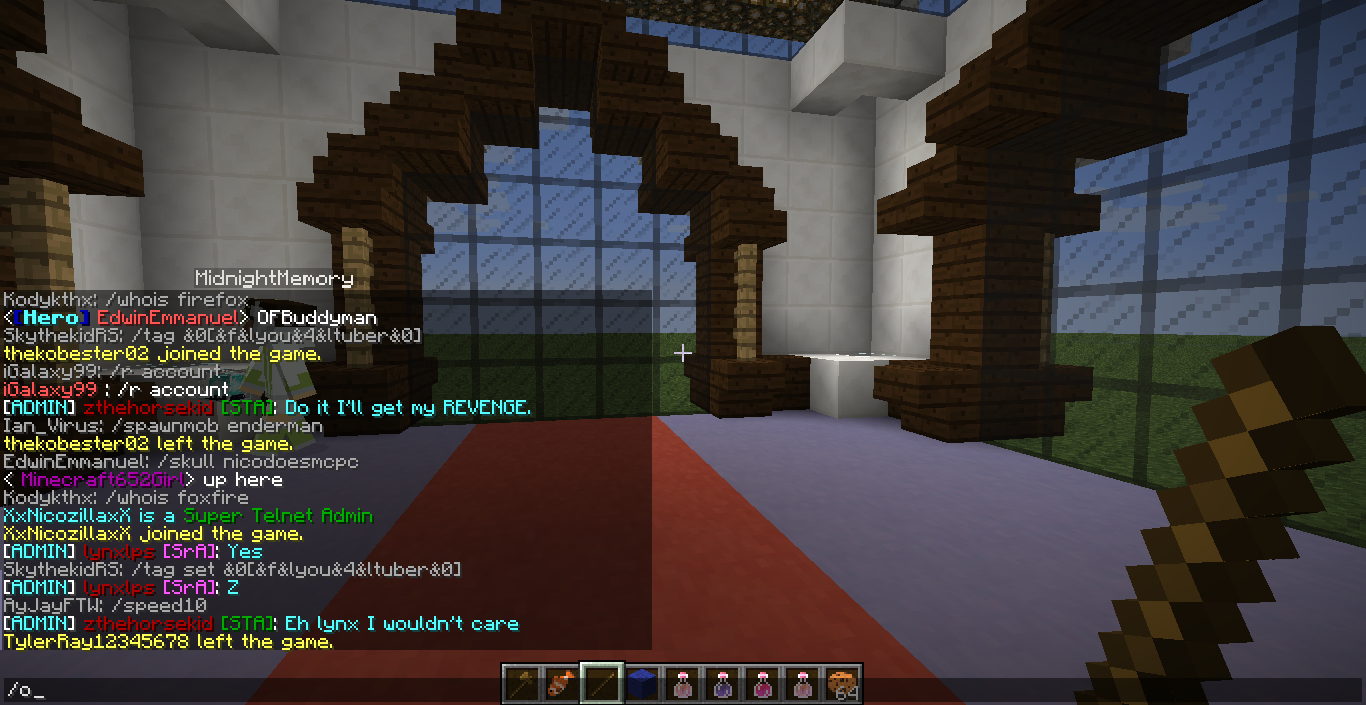 MidnightMemory
Kodykthx: /whois firefox
<[Hero] EdwinEmmanuel> OFBuddyman
SkythekidRS: /tag &0[&f&lyou&4&ltuber&0]
thekobester02 joined the game.
iGalaxy99: /r account
iGalaxy99 : /r account
[ADMIN] zthehorsekid [STA]: Do it I'll get my REVENGE.
Ian_Virus: /spawnmob enderman
thekobester02 left the game.
EdwinEmmanuel: /skull nicodoesmcpc
< Minecraft652Girl> up here
Kodykthx: /whois foxfire
XxNicozillaxX is a Super Telnet Admin
XxNicozillaxX joined the game.
[ADMIN] lynxlps [SrA]: Yes
SkythekidRS: /tag set &0[&f&lyou&4&ltuber&0]
[ADMIN] lynxlps [SrA]: Z
AyJayFTW: /speed10
[ADMIN] zthehorsekid [STA]: Eh lynx I wouldn't care
TylerRay12345678 left the game.
64
/o_